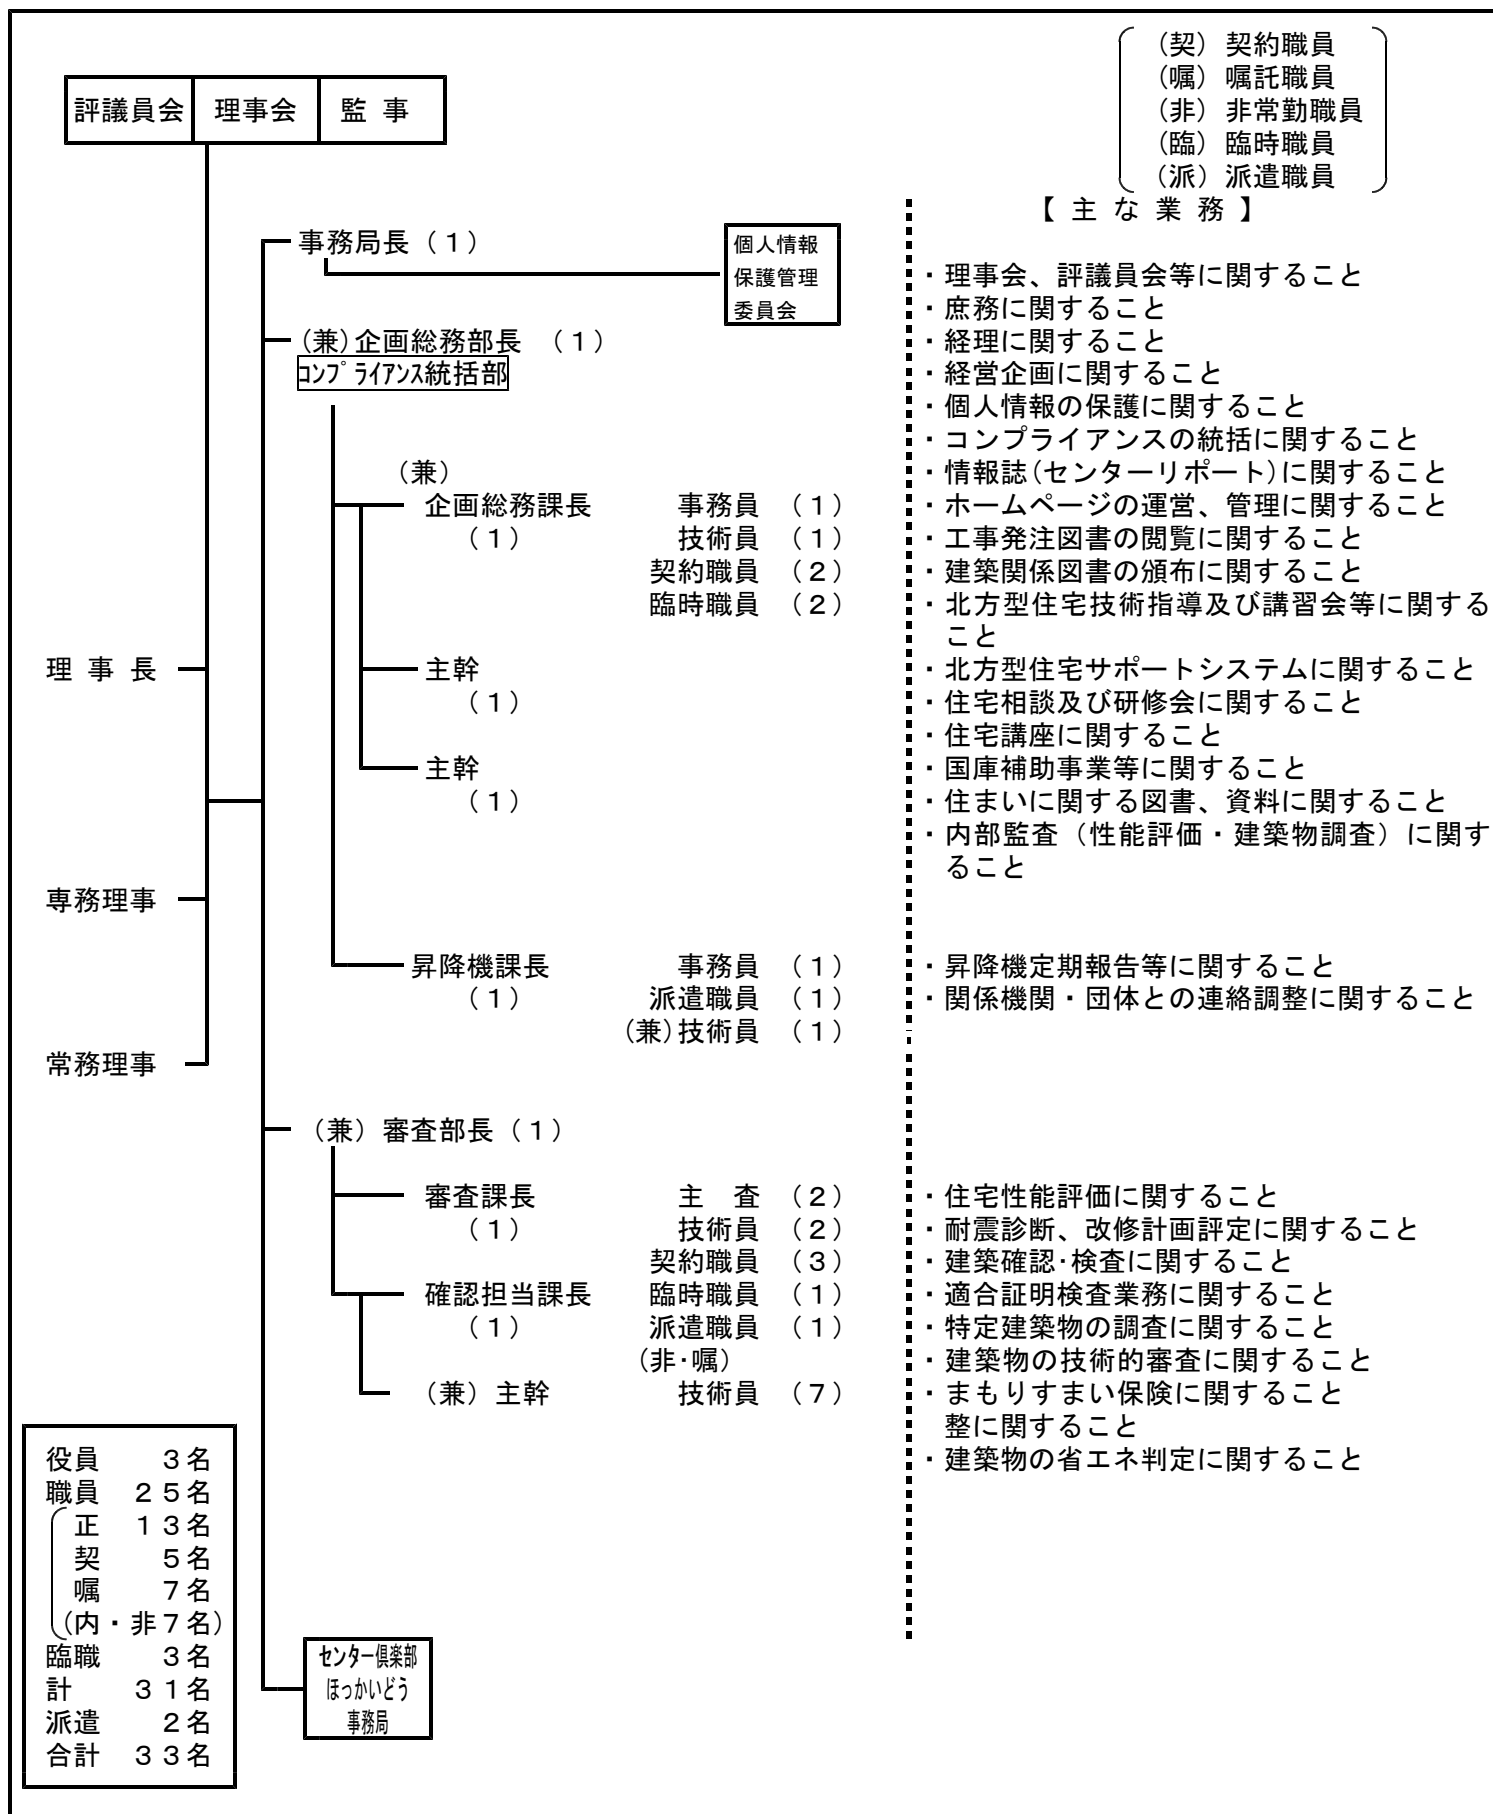 （契）契約職員
（嘱）嘱託職員
（非）非常勤職員
（臨）臨時職員
（派）派遣職員
評議員会 理事会 監 事
【 主 な 業 務 】
事務局長（１）
個人情報
保護管理
委員会
(兼)企画総務部長 （１）
ｺﾝﾌﾟﾗｲｱﾝｽ統括部
・理事会、評議員会等に関すること
・庶務に関すること
・経理に関すること
・経営企画に関すること
・個人情報の保護に関すること
・コンプライアンスの統括に関すること
・情報誌(センターリポート)に関すること
・ホームページの運営、管理に関すること
・工事発注図書の閲覧に関すること
・建築関係図書の頒布に関すること
・北方型住宅技術指導及び講習会等に関する
こと
・北方型住宅サポートシステムに関すること
・住宅相談及び研修会に関すること
・住宅講座に関すること
・国庫補助事業等に関すること
・住まいに関する図書、資料に関すること
・内部監査（性能評価・建築物調査）に関す
ること
（兼）
企画総務課長 事務員 （１）
（１） 技術員 （１）
契約職員 （２）
臨時職員 （２）
理 事 長
主幹
（１）
主幹
（１）
専務理事
昇降機課長 事務員 （１）
（１） 派遣職員 （１）
(兼)技術員 （１）
・昇降機定期報告等に関すること
・関係機関・団体との連絡調整に関すること
常務理事
（兼）審査部長（１）
審査課長 主 査 （２）
（１） 技術員 （２）
契約職員 （３）
確認担当課長 臨時職員 （１）
（１） 派遣職員 （１）
(非･嘱)
（兼）主幹 技術員 （７）
・住宅性能評価に関すること
・耐震診断、改修計画評定に関すること
・建築確認･検査に関すること
・適合証明検査業務に関すること
・特定建築物の調査に関すること
・建築物の技術的審査に関すること
・まもりすまい保険に関すること
整に関すること
・建築物の省エネ判定に関すること
役員 ３名
職員 ２５名
正 １３名
契 ５名
嘱 ７名
（内・非７名）
臨職 ３名
計 ３１名
派遣 ２名
合計 ３３名
センター倶楽部
ほっかいどう
事務局